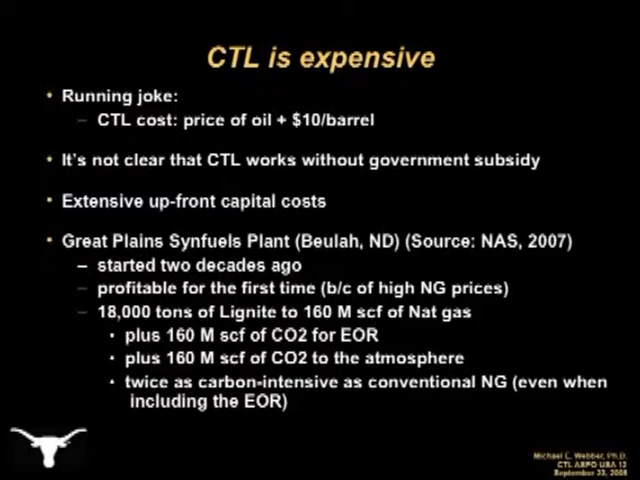 CTL is expensive
• Running joke:
– CTL cost: price of oil + $10/barrel
• It's not clear that CTL works without government subsidy
• Extensive up-front capital costs
• Great Plains Synfuels Plant (Beulah, ND) (Source: NAS, 2007)
– started two decades ago
– profitable for the first time (b/c of high NG prices)
– 18,000 tons of Lignite to 160 M scf of Nat gas
• plus 160 M scf of CO2 for EOR
• plus 160 M scf of CO2 to the atmosphere
• twice as carbon-intensive as conventional NG (even when
including the EOR)
Michael E. Webber, Ph.D.
CTL ASPO USA 12
September 23, 2008